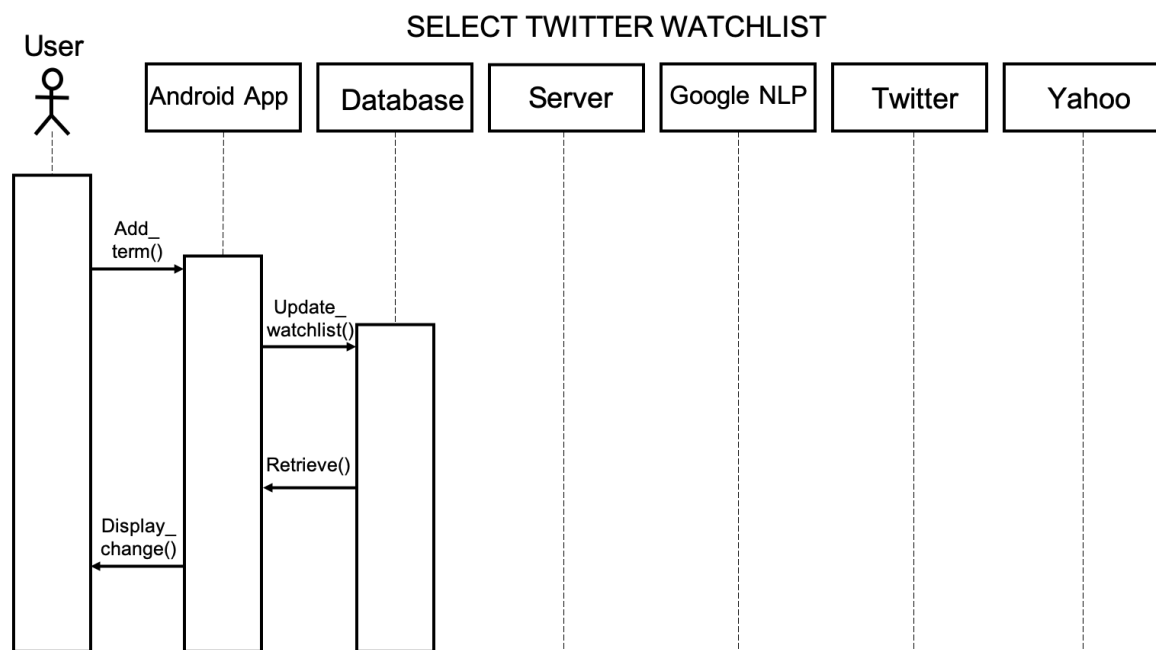 SELECT TWITTER WATCHLIST
User
Android App
Database
Server
Google NLP
Twitter
Yahoo
Add_
term()
Update_
watchlist()
Retrieve()
Display_
change()